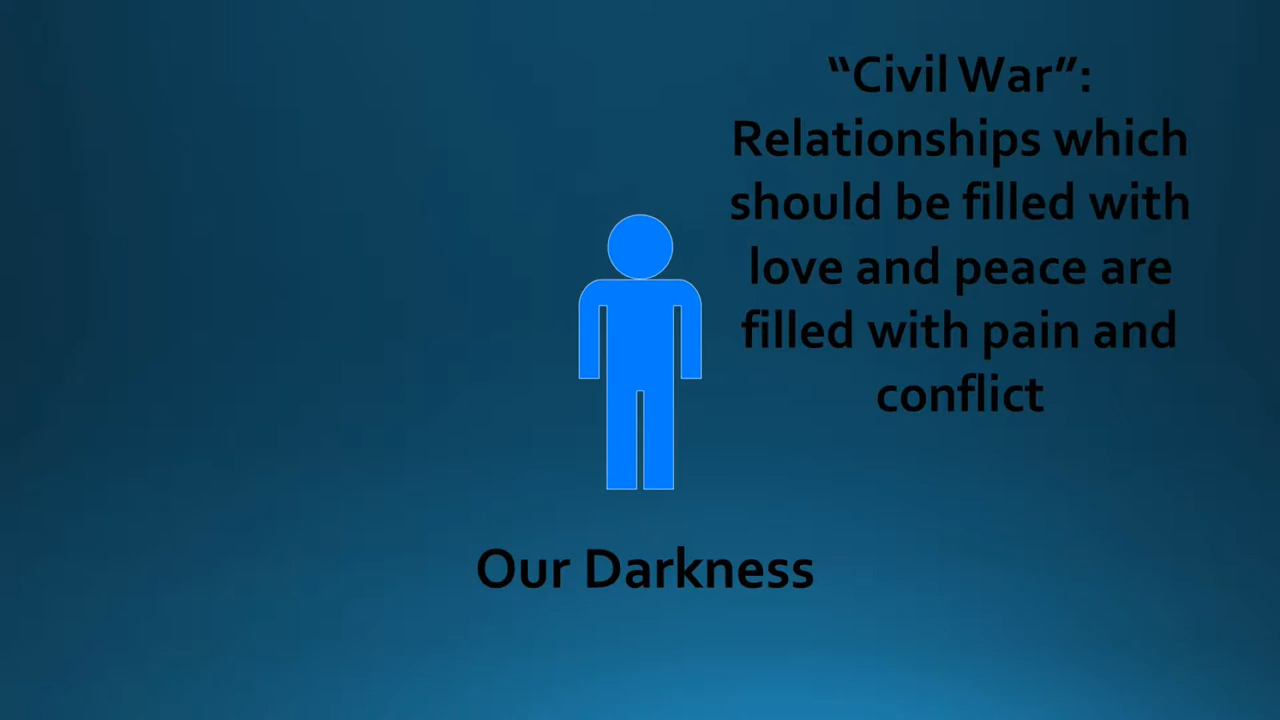 “Civil War”:
Relationships which
should be filled with
love and peace are
filled with pain and
conflict
Our Darkness